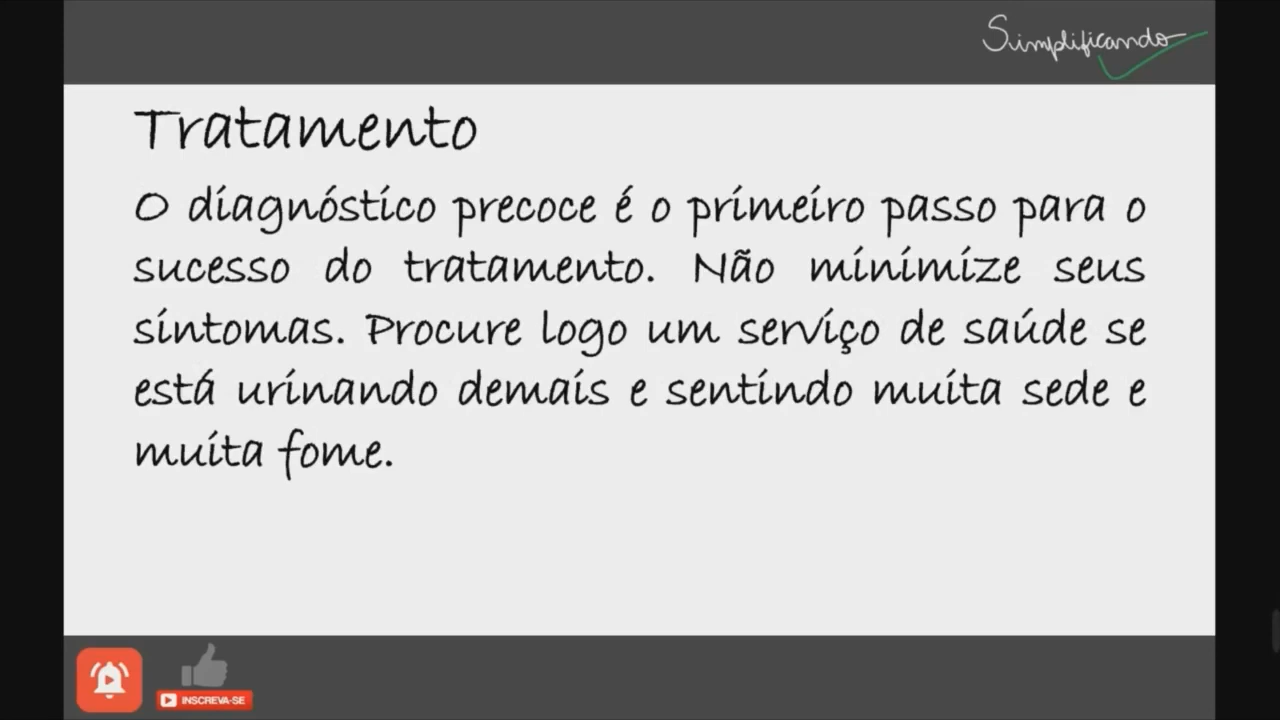 Simplificando
Tratamento
O diagnóstico precoce é o primeiro passo para o
sucesso do tratamento. Não minimize seus
sintomas. Procure logo um serviço de saúde se
está urinando demais e sentindo muita sede e
muita fome.
INSCREVA-SE